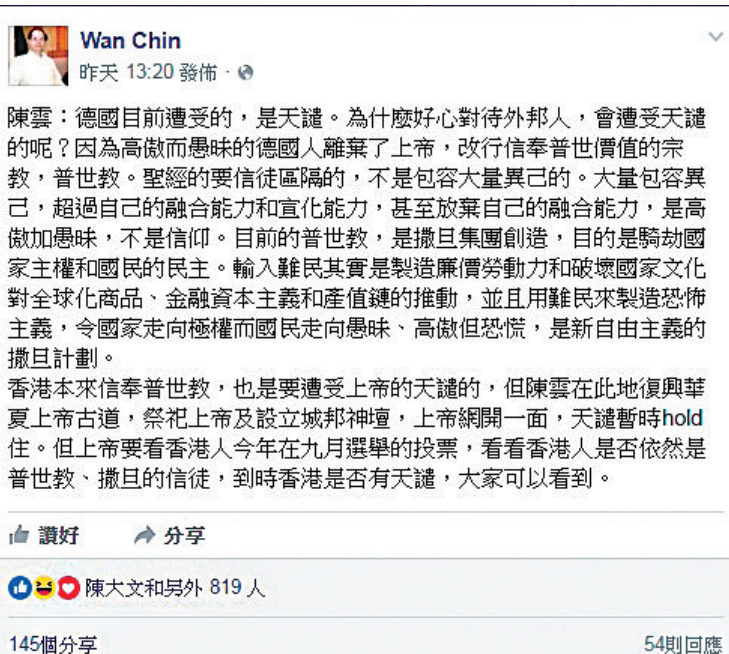 Wan Chin
昨天 13:20 發佈 ·
陳雲：德國目前遭受的，是天譴。為什麼好心對待外邦人，會遭受天譴
的呢？因為高傲而愚昧的德國人離棄了上帝，改行信奉普世價值的宗
教，普世教。聖經的要信徒區隔的，不是包容大量異己的。大量包容異
己，超過自己的融合能力和宣化能力，甚至放棄自己的融合能力，是高
傲加愚昧，不是信仰。目前的普世教，是撒旦集團創造，目的是騎劫國
家主權和國民的民主。輸入難民其實是製造廉價勞動力和破壞國家文化
對全球化商品、金融資本主義和產值鏈的推動，並且用難民來製造恐怖
主義，令國家走向極權而國民走向愚昧、高傲但恐慌，是新自由主義的
撒旦計劃。
香港本來信奉普世教，也是要遭受上帝的天譴的，但陳雲在此地復興華
夏上帝古道，祭祀上帝及設立城邦神壇，上帝網開一面，天譴暫時hold
住。但上帝要看香港人今年在九月選舉的投票，看看香港人是否依然是
普世教、撒旦的信徒，到時香港是否有天譴，大家可以看到。
讚好 分享
陳大文和另外 819 人
145個分享 54則回應